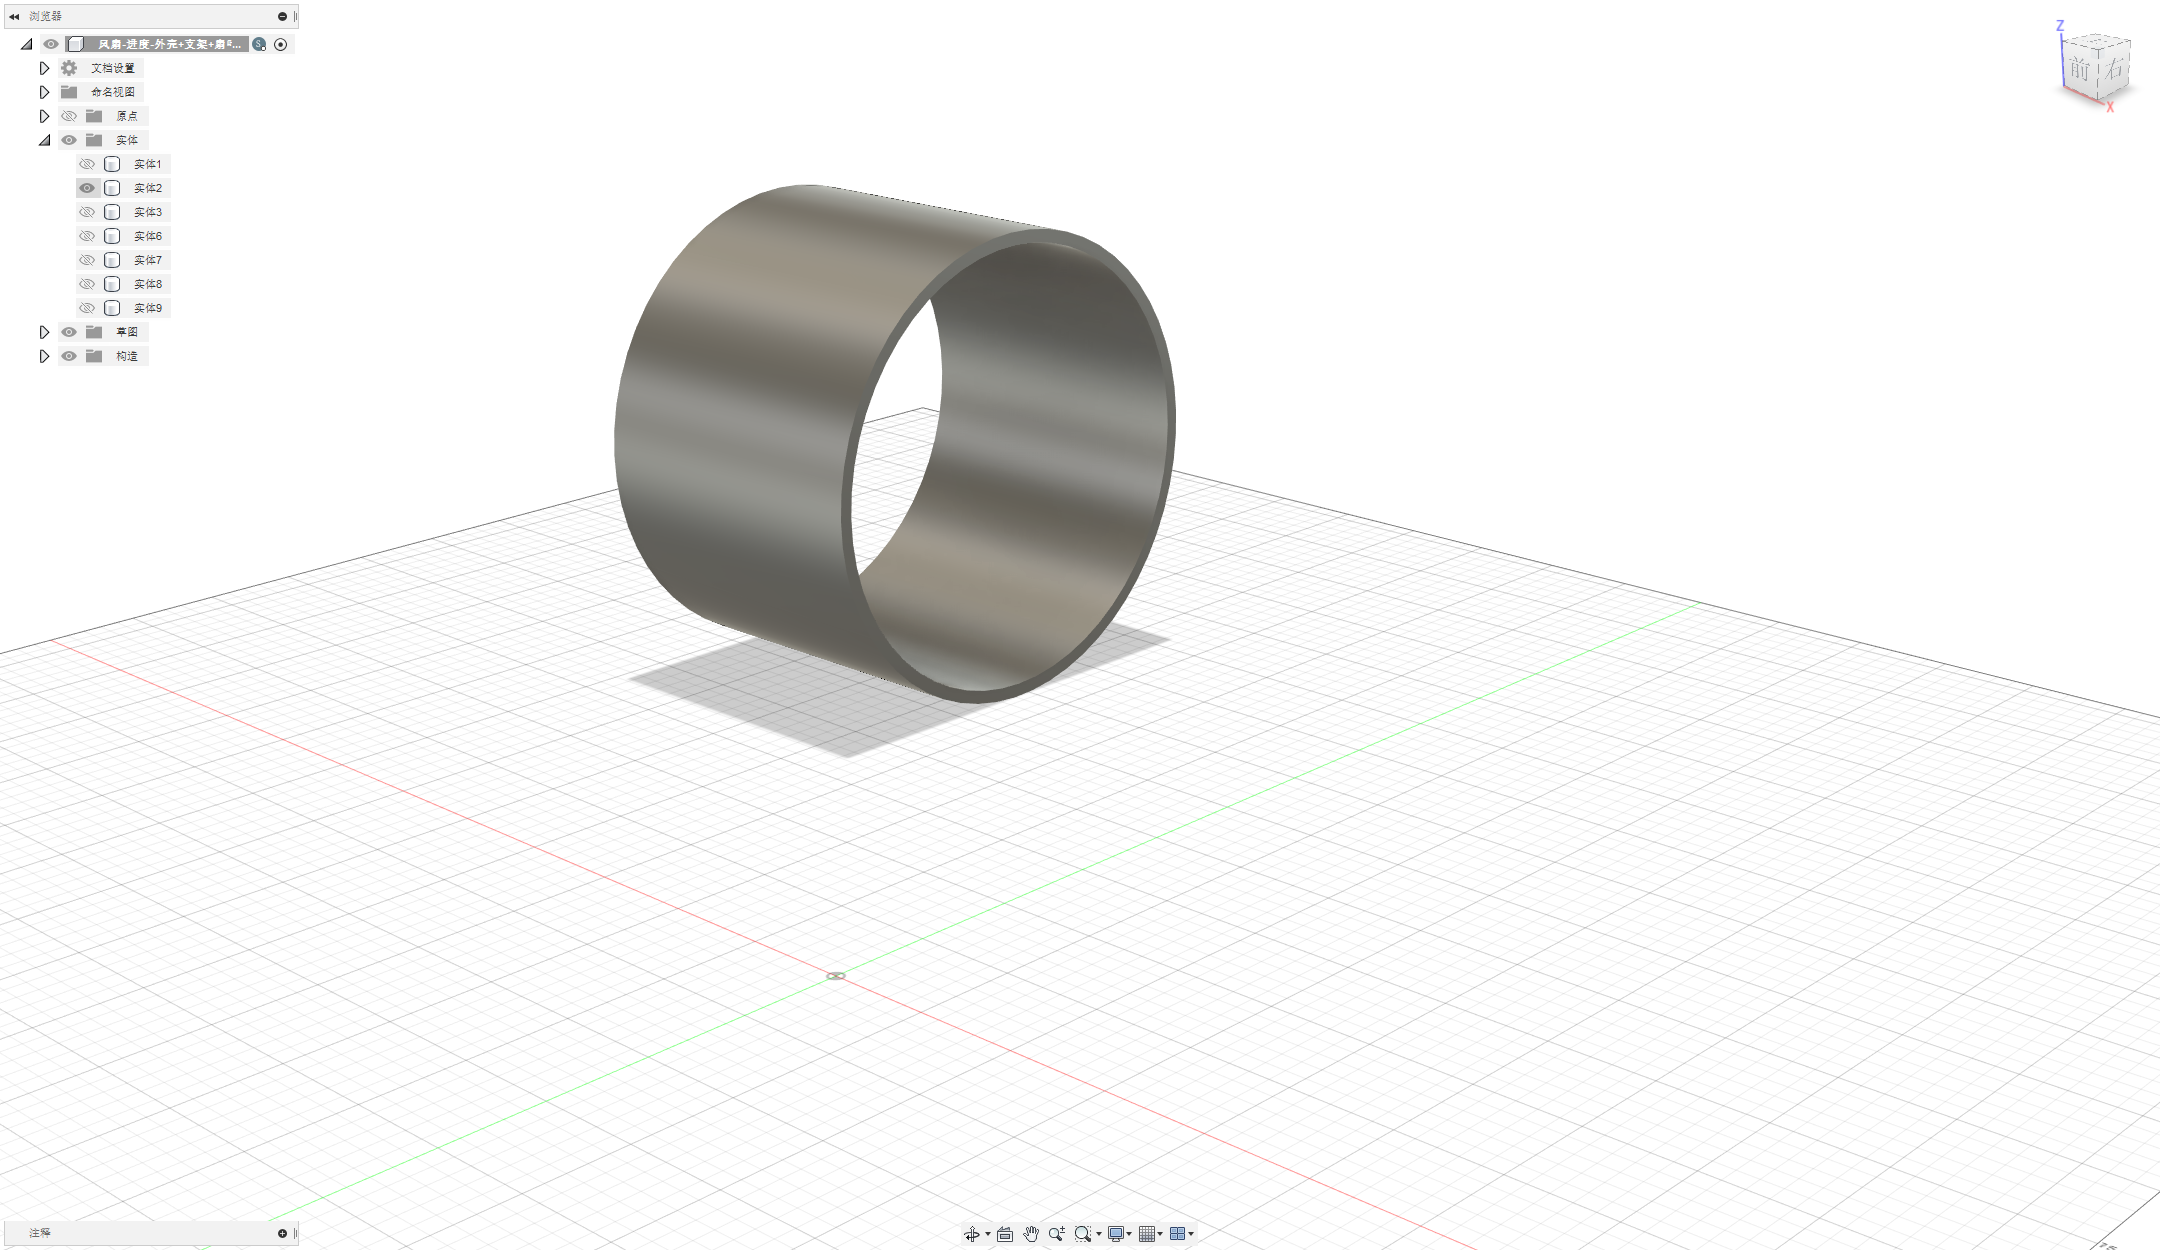 浏览器
风扇-进度-外壳+支架+扇...
文档设置
命名视图
原点
实体
实体1
实体2
实体3
实体6
实体7
实体8
实体9
草图
构造
Z
前 右
X
注释